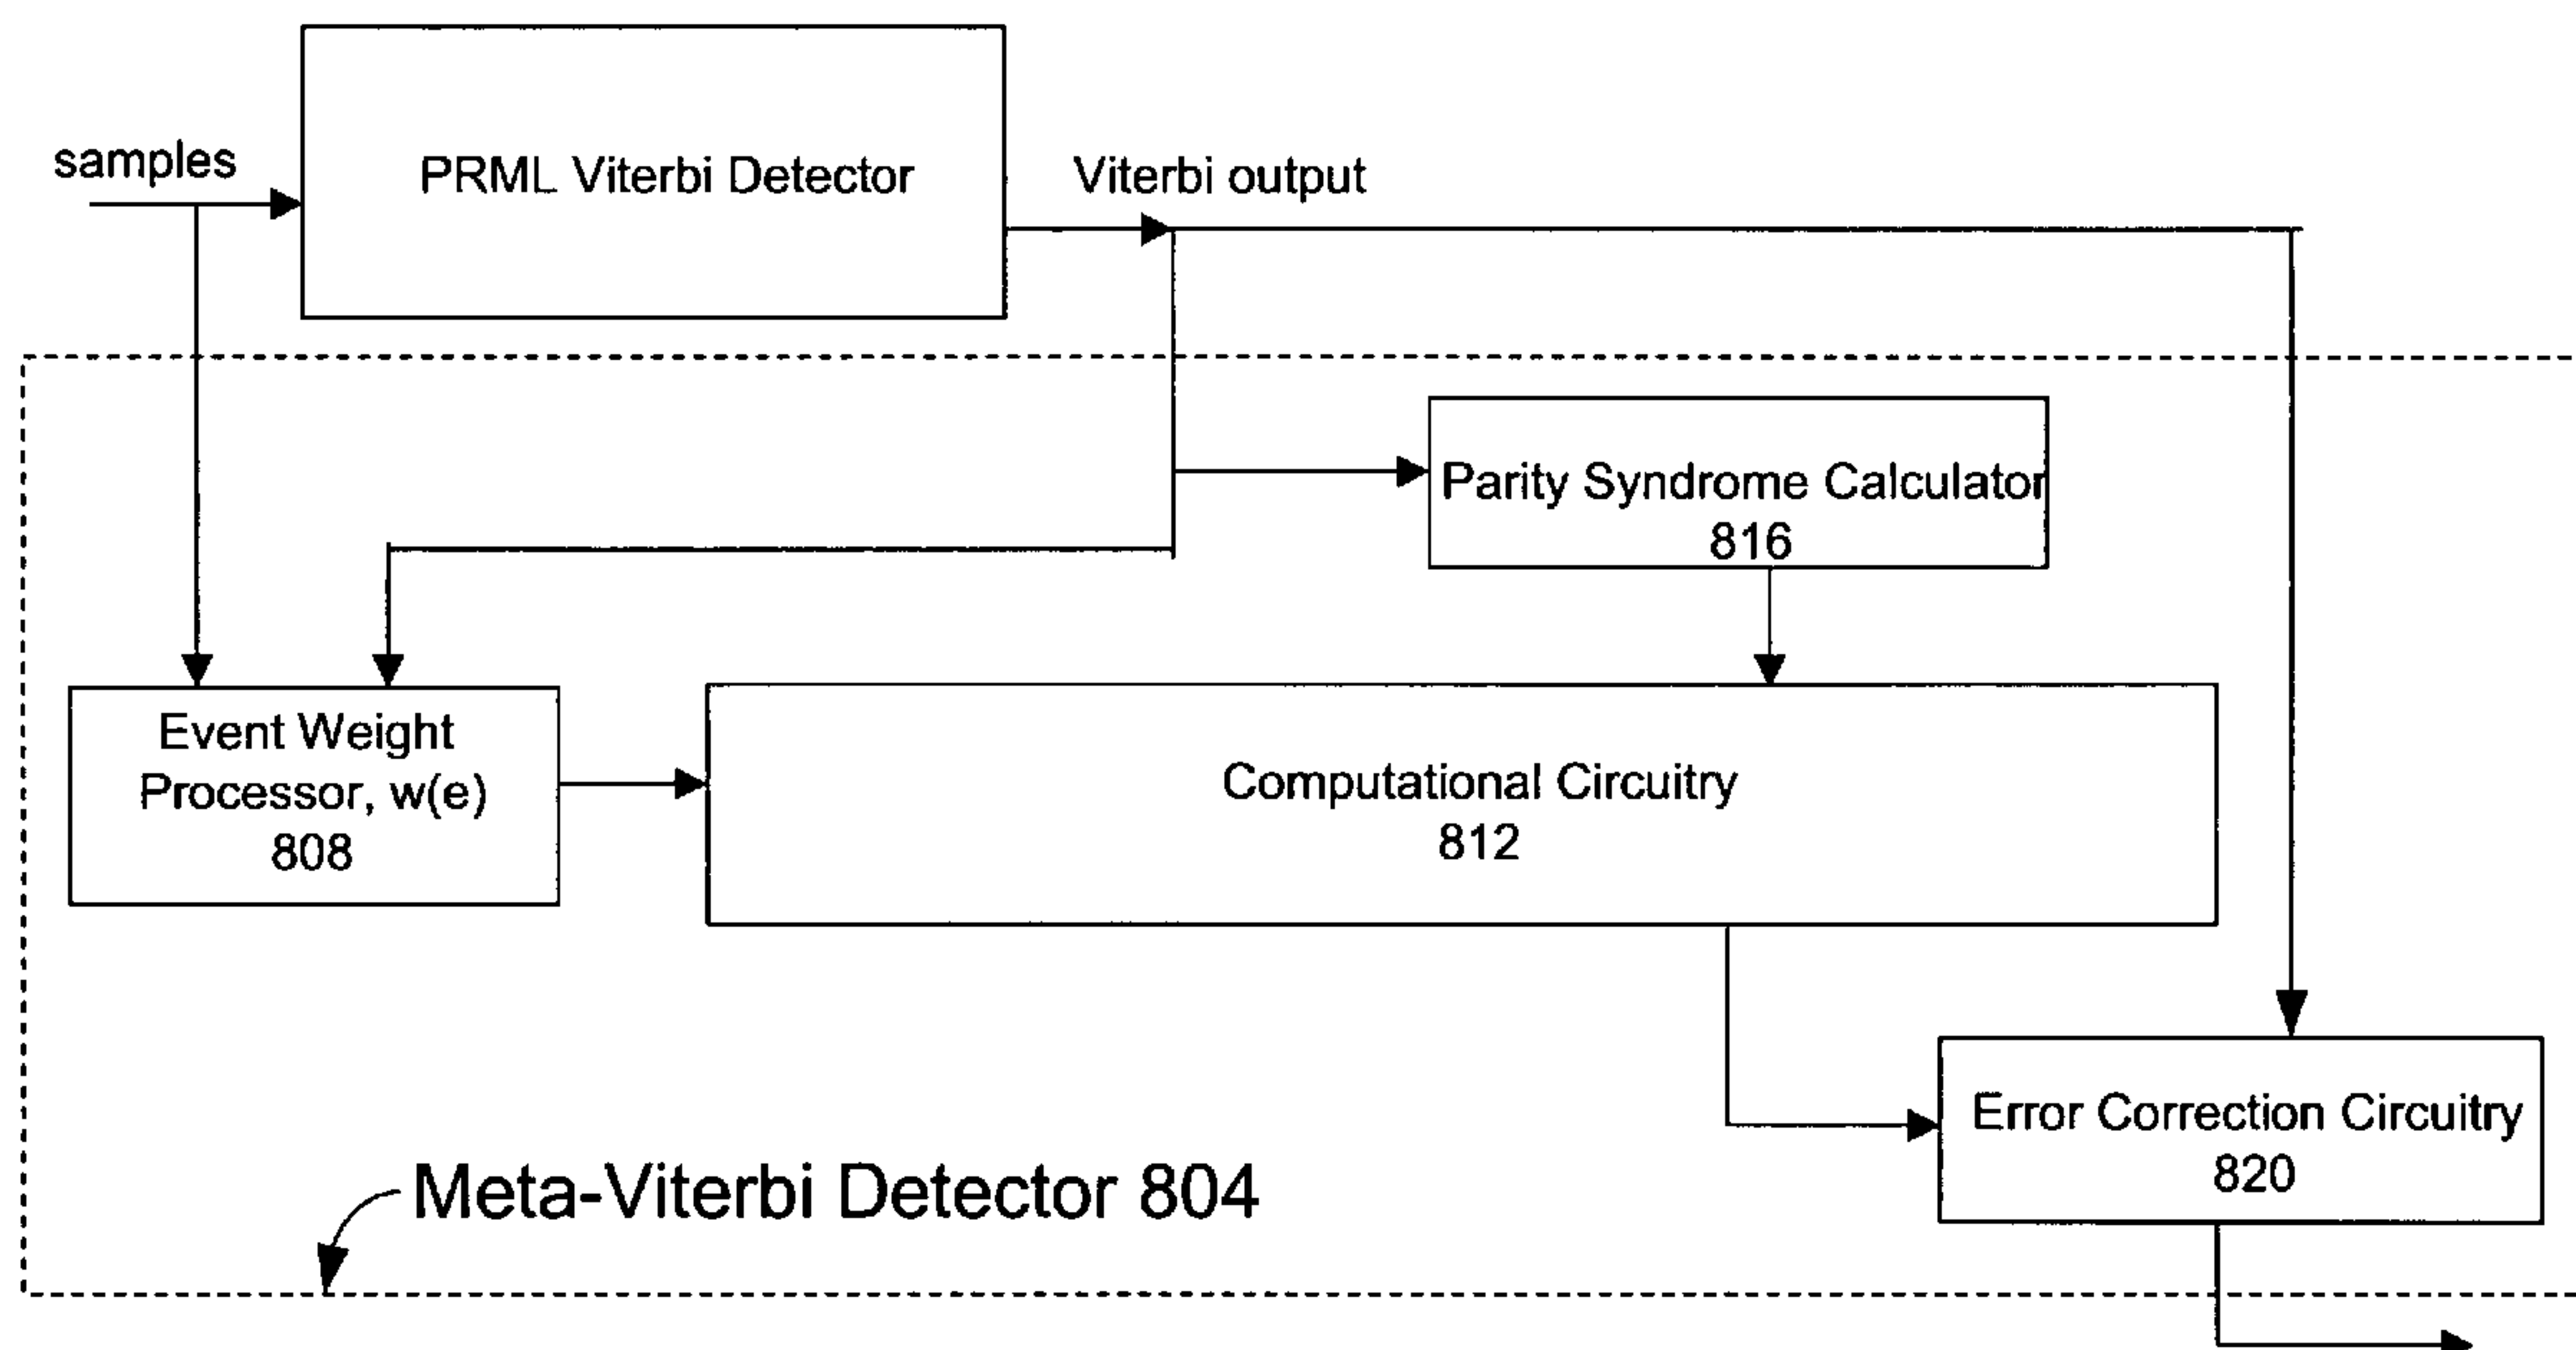 samples
PRML Viterbi Detector
Viterbi output
Parity Syndrome Calculator
816
Event Weight
Processor, w(e)
808
Computational Circuitry
812
Error Correction Circuitry
820
Meta-Viterbi Detector 804